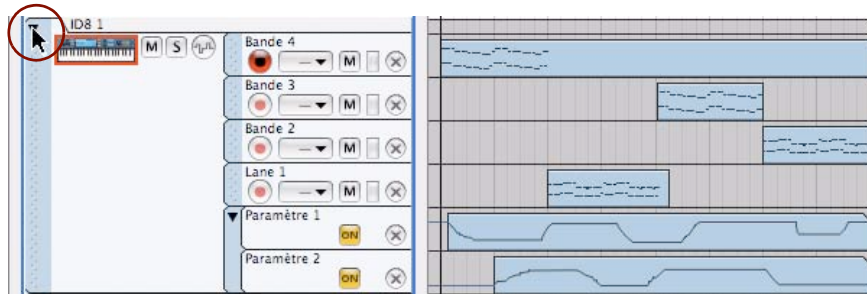 ID8 1
M S
Bande 4
M
Bande 3
M
Bande 2
M
Lane 1
M
Paramètre 1
ON
Paramètre 2
ON